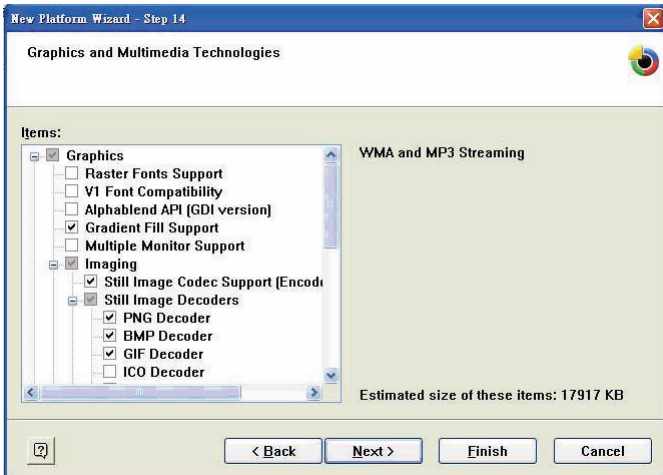 New Platform Wizard - Step 14
Graphics and Multimedia Technologies
Items:
Graphics
Raster Fonts Support
V1 Font Compatibility
Alphablend API (GDI version)
Gradient Fill Support
Multiple Monitor Support
Imaging
Still Image Codec Support (Encode
Still Image Decoders
PNG Decoder
BMP Decoder
GIF Decoder
ICO Decoder
WMA and MP3 Streaming
Estimated size of these items: 17917 KB
?
< Back
Next >
Finish
Cancel